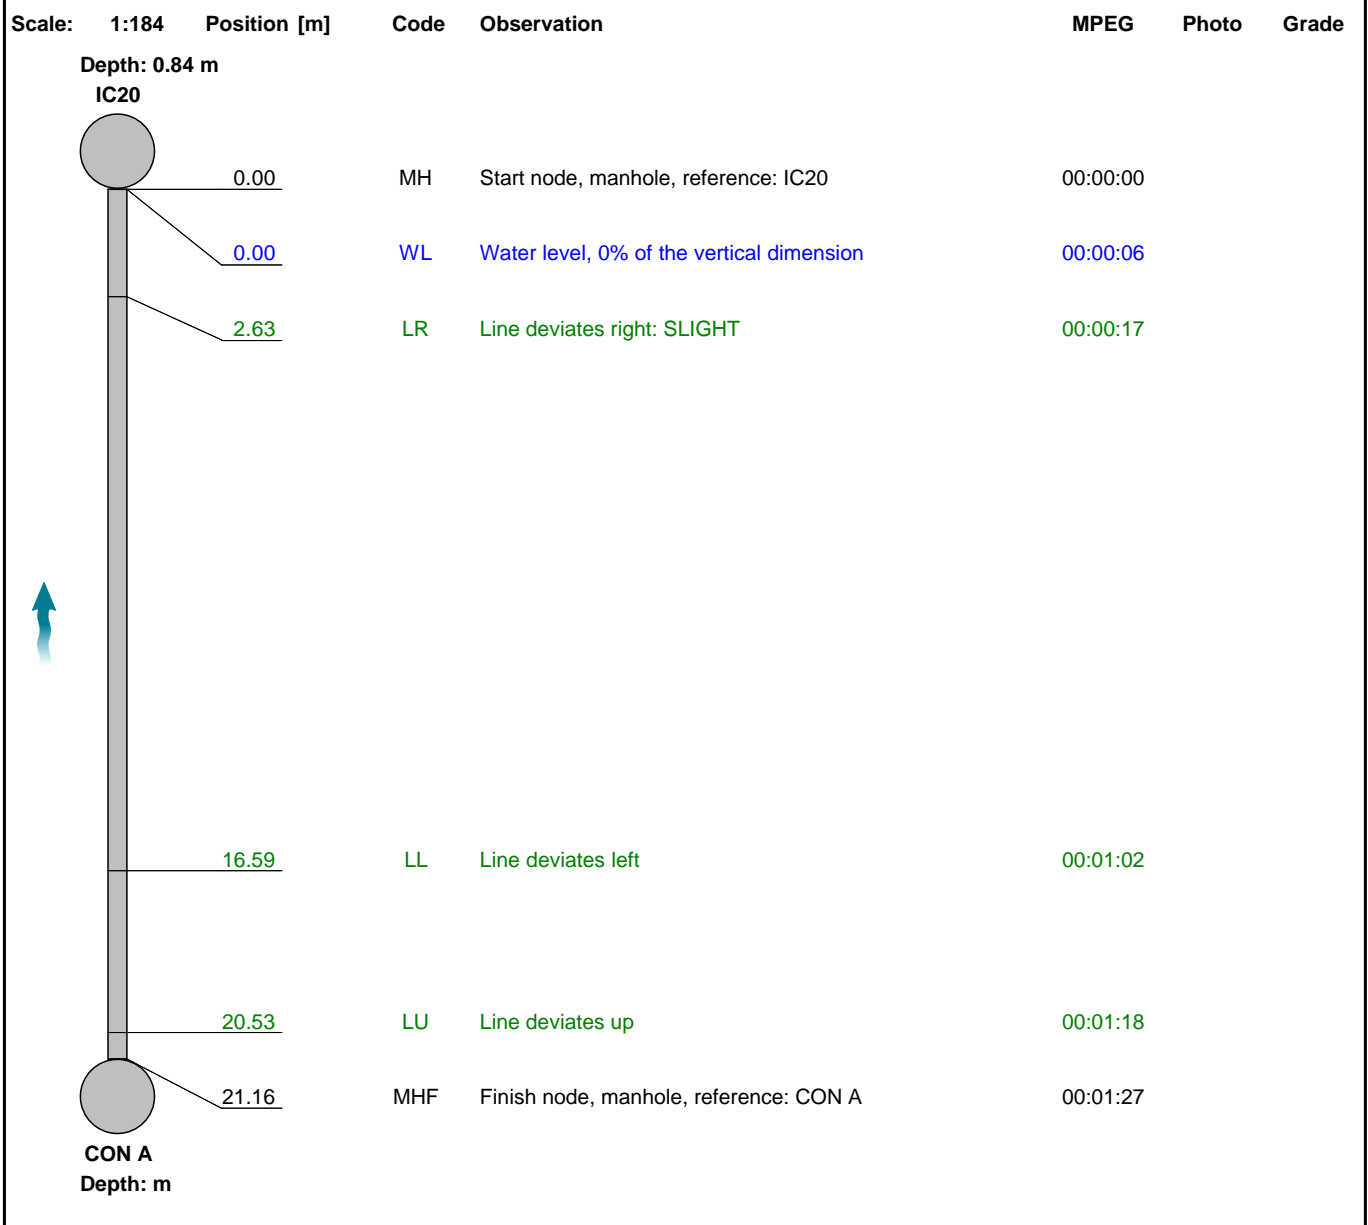 Scale: 1:184 Position [m] Code Observation MPEG Photo Grade
Depth: 0.84 m
IC20
0.00 MH Start node, manhole, reference: IC20 00:00:00
0.00 WL Water level, 0% of the vertical dimension 00:00:06
2.63 LR Line deviates right: SLIGHT 00:00:17
16.59 LL Line deviates left 00:01:02
20.53 LU Line deviates up 00:01:18
21.16 MHF Finish node, manhole, reference: CON A 00:01:27
CON A
Depth: m